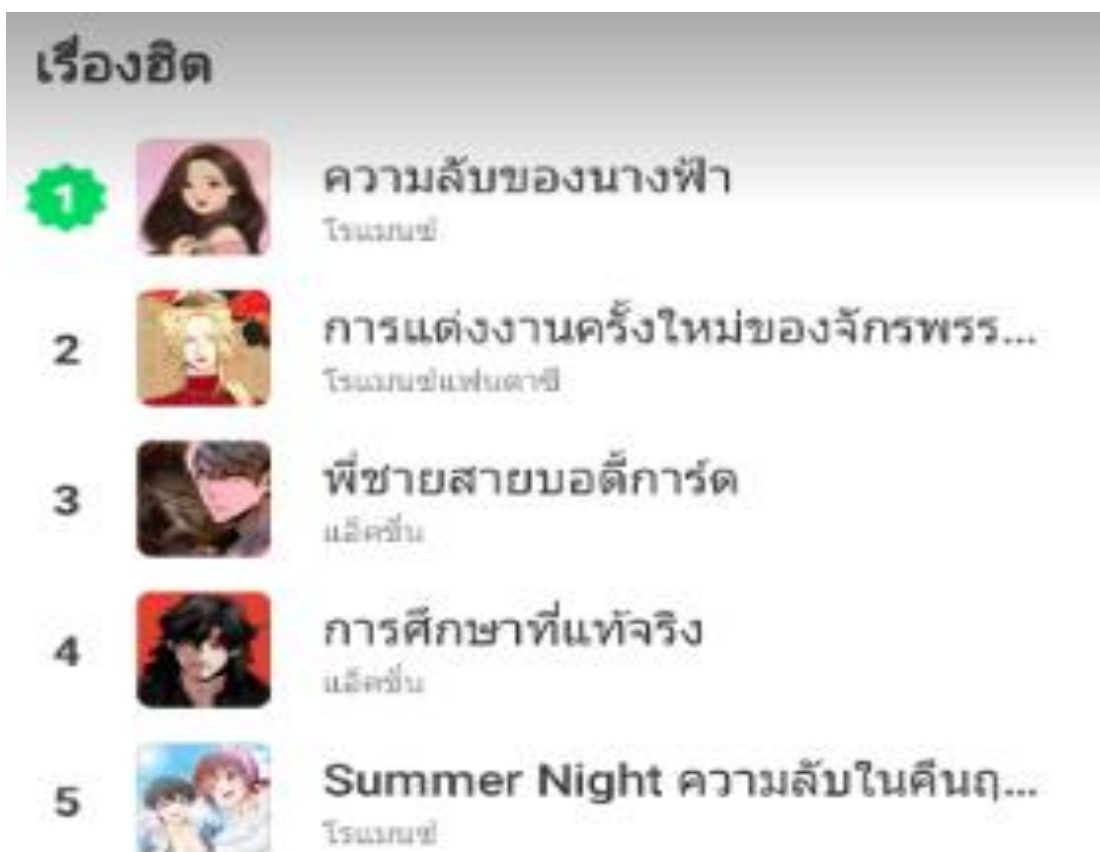 เรื่องฮิต
1
ความลับของนางฟ้า
โรแมนซ์
2
การแต่งงานครั้งใหม่ของจักรพรร...
โรแมนซ์แฟนตาซี
3
พี่ชายสายบอดี้การ์ด
แอ็คชั่น
4
การศึกษาที่แท้จริง
แอ็คชั่น
5
Summer Night ความลับในคืนฤ...
โรแมนซ์